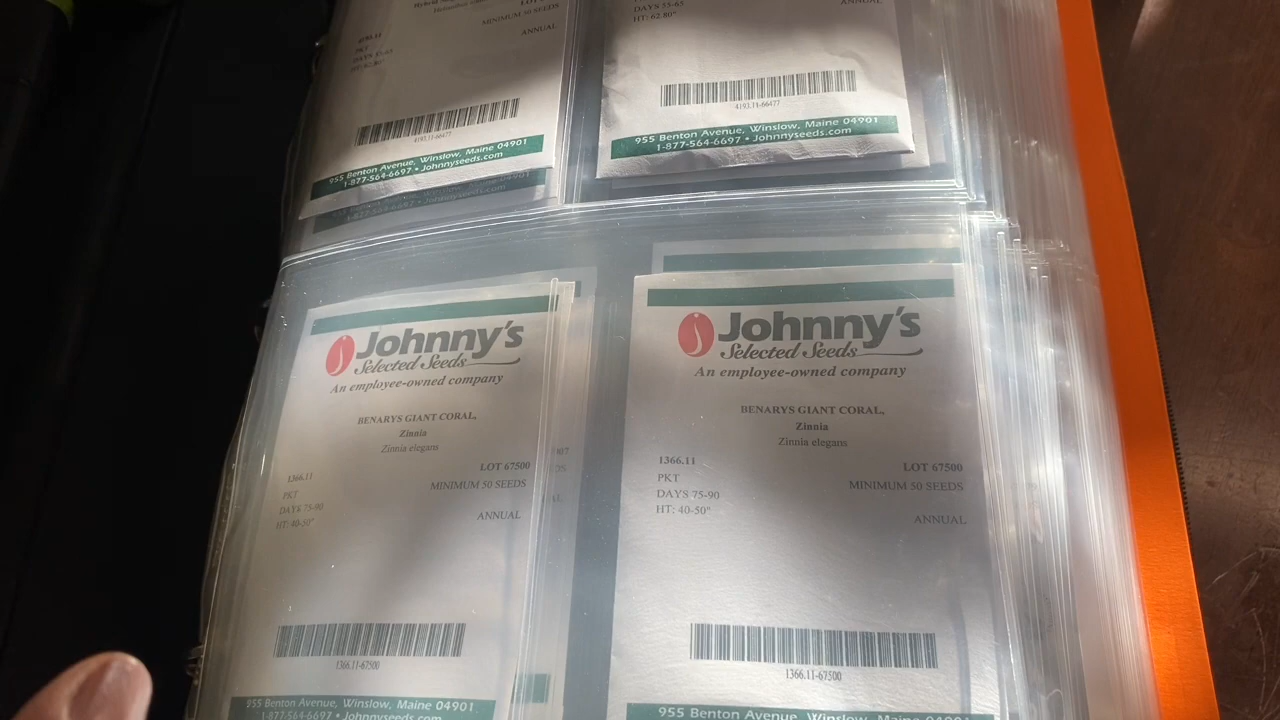 Hybrid
LOT
MINIMUM 50 SEEDS
ANNUAL
PKT
4193.11-66477
955 Benton Avenue, Winslow, Maine 04901
1-877-564-6697 • Johnnyseeds.com
DAYS 55-65
HT: 62.80"
ANNUAL
4193.11-66477
955 Benton Avenue, Winslow, Maine 04901
1-877-564-6697 • Johnnyseeds.com
Johnny's
Selected Seeds
An employee-owned company
BENARYS GIANT CORAL,
Zinnia
Zinnia elegans
1366.11
LOT 67500
PKT
MINIMUM 50 SEEDS
DAYS 75-90
HT: 40-50"
ANNUAL
1366.11-67500
955 Benton Avenue, Winslow, Maine 04901
1-877-564-6697 • Johnnyseeds.com
Johnny's
Selected Seeds
An employee-owned company
BENARYS GIANT CORAL,
Zinnia
Zinnia elegans
1366.11
LOT 67500
PKT
MINIMUM 50 SEEDS
DAYS 75-90
HT: 40-50"
ANNUAL
1366.11-67500
955 Benton Avenue, Winslow, Maine 04901